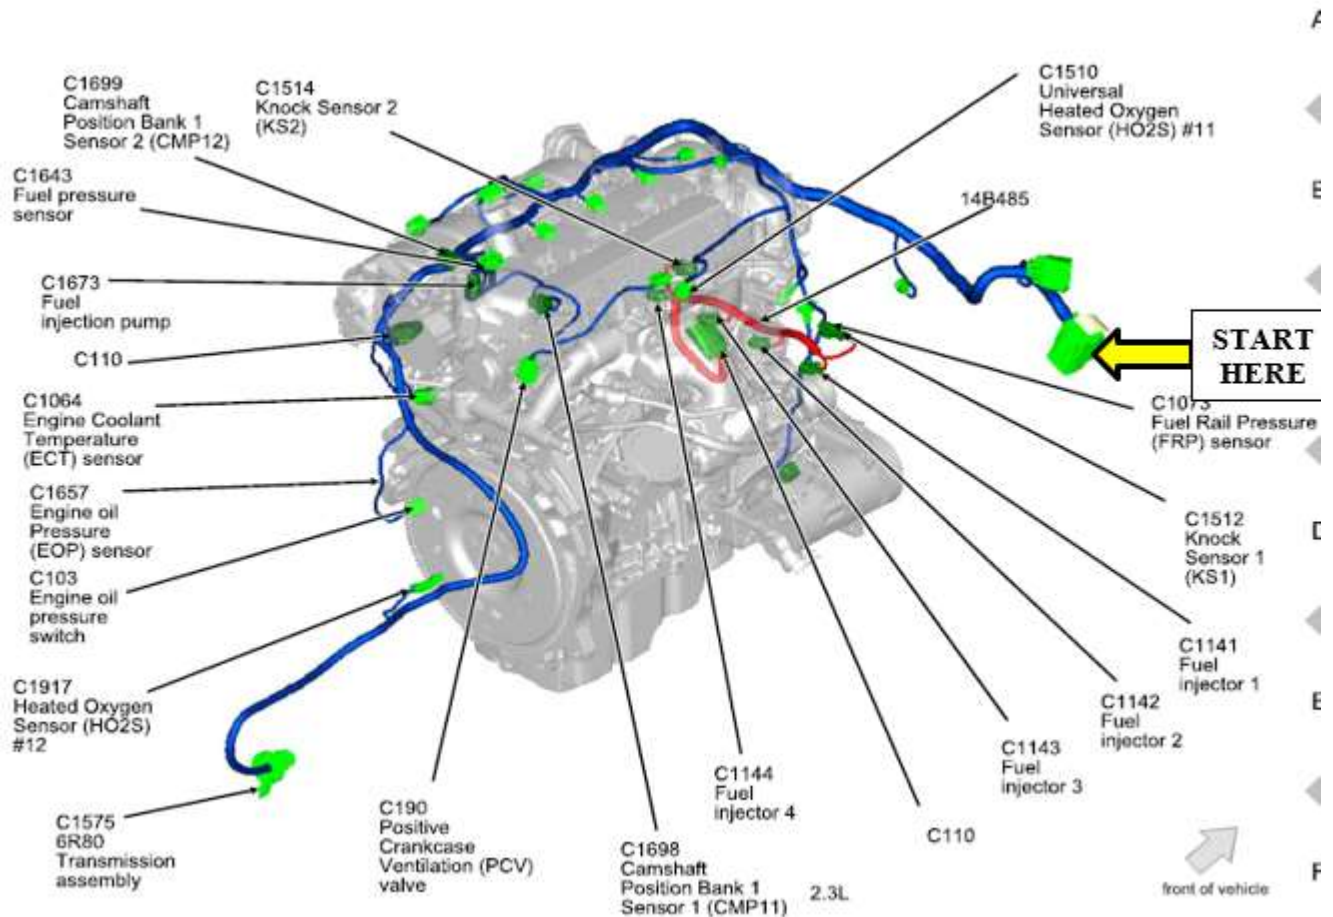 C1699
Camshaft
Position Bank 1
Sensor 2 (CMP12)
C1514
Knock Sensor 2
(KS2)
C1510
Universal
Heated Oxygen
Sensor (HO2S) #11
C1643
Fuel pressure
sensor
14B485
C1673
Fuel
injection pump
C110
START
HERE
C1064
Engine Coolant
Temperature
(ECT) sensor
C1073
Fuel Rail Pressure
(FRP) sensor
C1657
Engine oil
Pressure
(EOP) sensor
C1512
Knock
Sensor 1
(KS1)
C103
Engine oil
pressure
switch
C1141
Fuel
injector 1
C1917
Heated Oxygen
Sensor (HO2S)
#12
C1142
Fuel
injector 2
C1143
Fuel
injector 3
C1144
Fuel
injector 4
C110
C1575
6R80
Transmission
assembly
C190
Positive
Crankcase
Ventilation (PCV)
valve
C1698
Camshaft
Position Bank 1
Sensor 1 (CMP11)
2.3L
front of vehicle
D
F